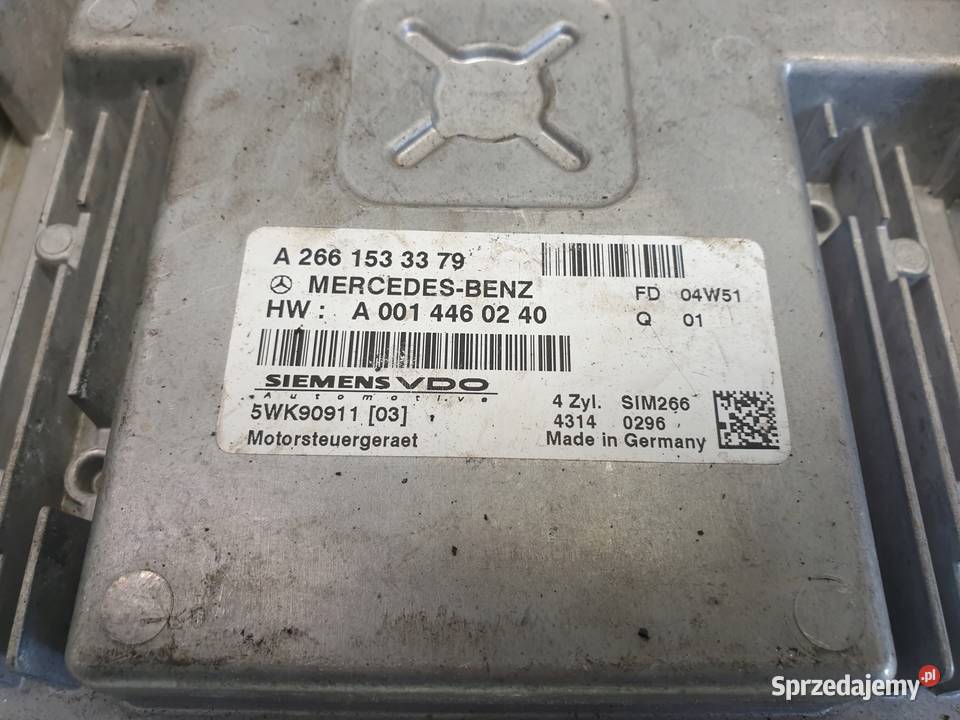 A 266 153 33 79
MERCEDES-BENZ
FD 04W51
HW : A 001 446 02 40
Q 01
SIEMENS VDO
Automotive
5WK90911 [03]
4 Zyl. SIM266
4314 0296
Motorsteuergeraet
Made in Germany
Sprzedajemy.pl